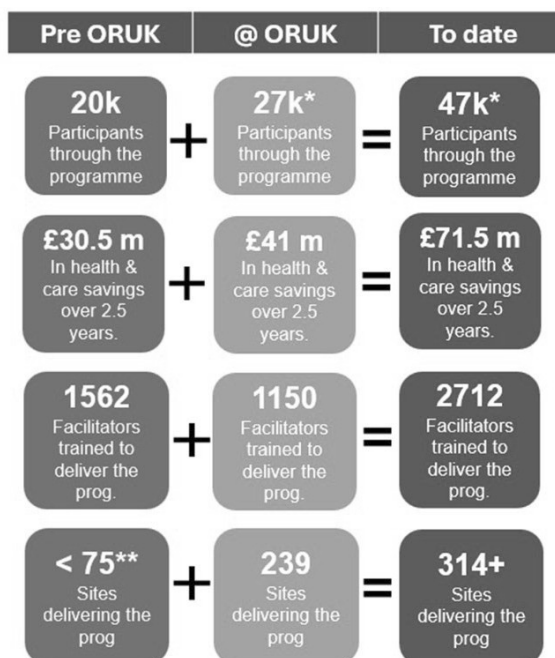 Pre ORUK @ ORUK To date
20k
Participants
through the
programme
+
27k*
Participants
through the
programme
=
47k*
Participants
through the
programme
£30.5 m
In health &
care savings
over 2.5
years.
+
£41 m
In health &
care savings
over 2.5
years.
=
£71.5 m
In health &
care savings
over 2.5
years.
1562
Facilitators
trained to
deliver the
prog.
+
1150
Facilitators
trained to
deliver the
prog.
=
2712
Facilitators
trained to
deliver the
prog.
< 75**
Sites
delivering the
prog
+
239
Sites
delivering the
prog
=
314+
Sites
delivering the
prog